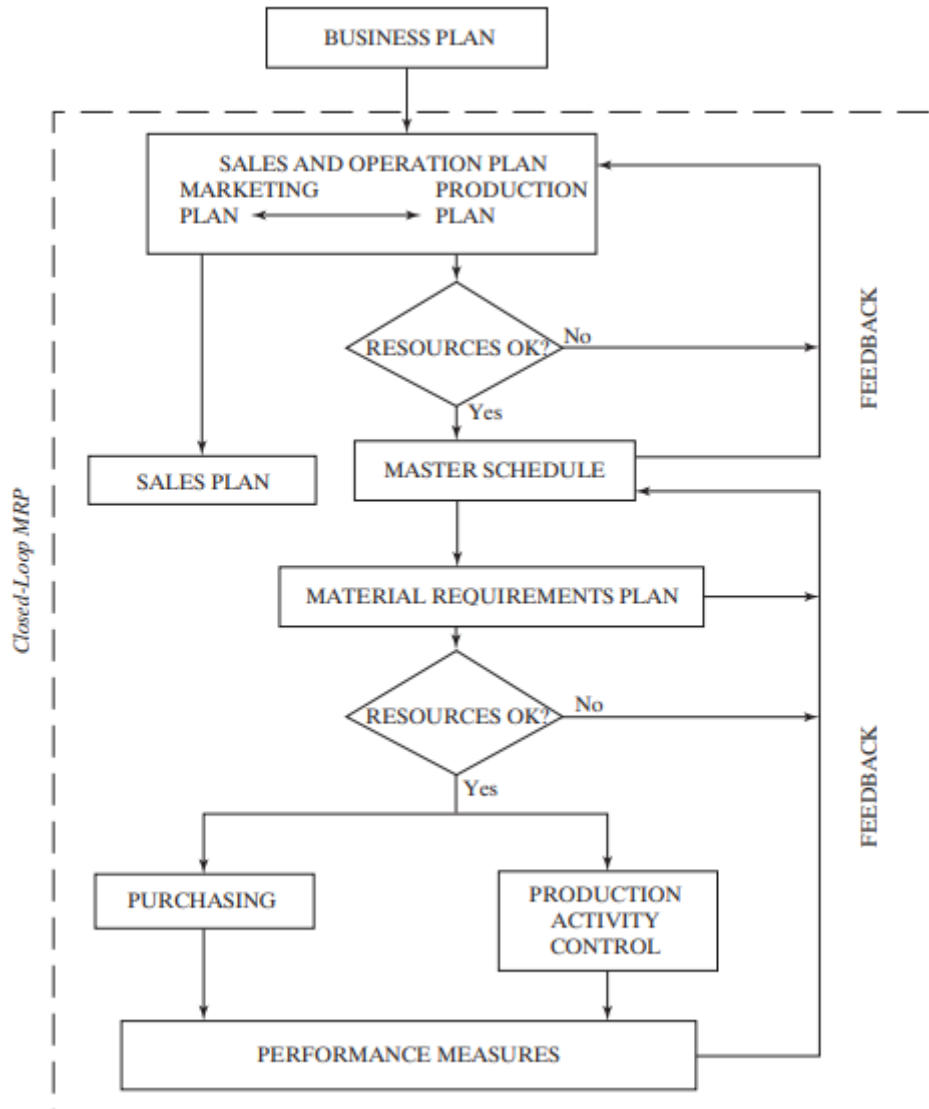 BUSINESS PLAN
SALES AND OPERATION PLAN
MARKETING
PLAN
PRODUCTION
PLAN
RESOURCES OK?
No
Yes
FEEDBACK
SALES PLAN
MASTER SCHEDULE
Closed-Loop MRP
MATERIAL REQUIREMENTS PLAN
RESOURCES OK?
No
Yes
FEEDBACK
PURCHASING
PRODUCTION
ACTIVITY
CONTROL
PERFORMANCE MEASURES